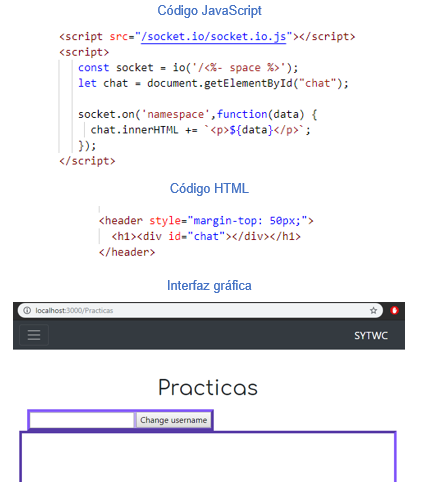 Código JavaScript
<script src="/socket.io/socket.io.js"></script>
<script>
const socket = io('/<%- space %>');
let chat = document.getElementById("chat");
socket.on('namespace',function(data) {
chat.innerHTML += `<p>${data}</p>`;
});
</script>
Código HTML
<header style="margin-top: 50px;">
<h1><div id="chat"></div></h1>
</header>
Interfaz gráfica
localhost:3000/Practicas
SYTWC
Practicas
Change username